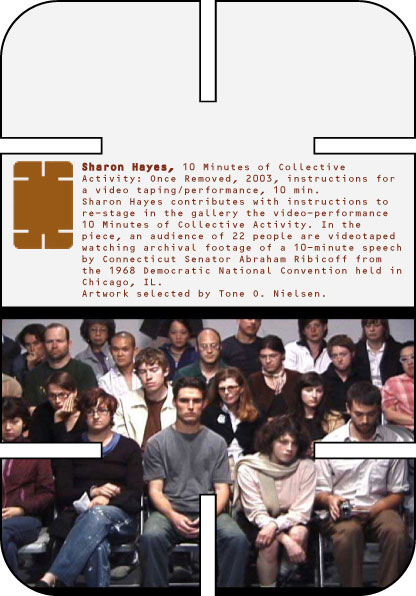 Sharon Hayes, 10 Minutes of Collective
Activity: Once Removed, 2003, instructions for
a video taping/performance, 10 min.
Sharon Hayes contributes with instructions to
re-stage in the gallery the video-performance
10 Minutes of Collective Activity. In the
piece, an audience of 22 people are videotaped
watching archival footage of a 10-minute speech
by Connecticut Senator Abraham Ribicoff from
the 1968 Democratic National Convention held in
Chicago, IL.
Artwork selected by Tone O. Nielsen.